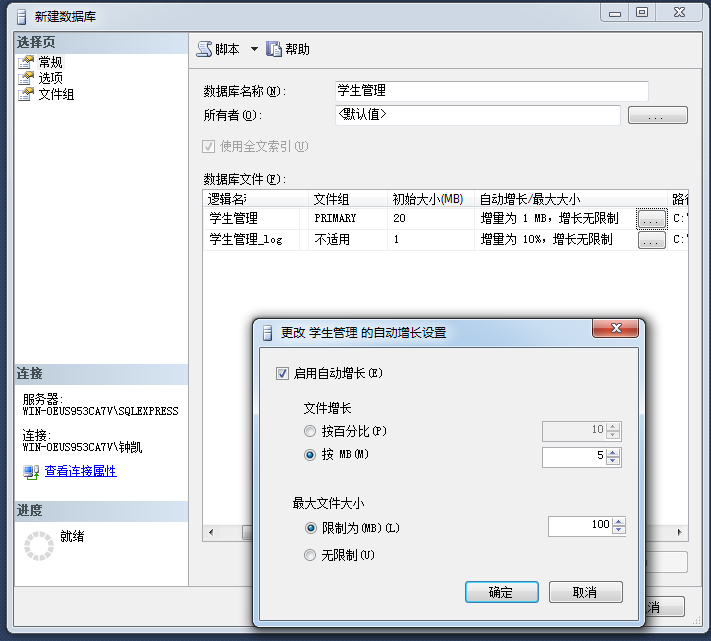 新建数据库
选择页
常规
选项
文件组
脚本 帮助
数据库名称(N): 学生管理
所有者(O): <默认值> ...
使用全文索引(U)
数据库文件(F):
逻辑名称 文件组 初始大小(MB) 自动增长/最大大小 路径
学生管理 PRIMARY 20 增量为 1 MB，增长无限制 ... C:\
学生管理_log 不适用 1 增量为 10%，增长无限制 ... C:\
连接
服务器:
WIN-OEUS953CA7V\SQLEXPRESS
连接:
WIN-OEUS953CA7V\钟凯
查看连接属性
进度
就绪
更改 学生管理 的自动增长设置
启用自动增长(E)
文件增长
按百分比(P) 10
按 MB(M) 5
最大文件大小
限制为(MB)(L) 100
无限制(U)
确定 取消
消